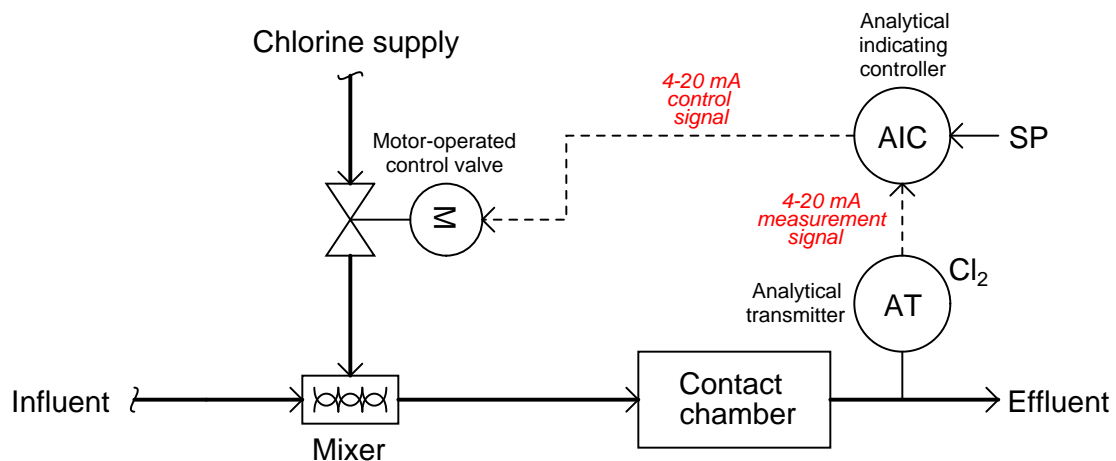 Chlorine supply
Analytical
indicating
controller
4-20 mA
control
signal
Motor-operated
control valve
AIC
SP
M
4-20 mA
measurement
signal
Cl₂
Analytical
transmitter
AT
Influent
Mixer
Contact
chamber
Effluent